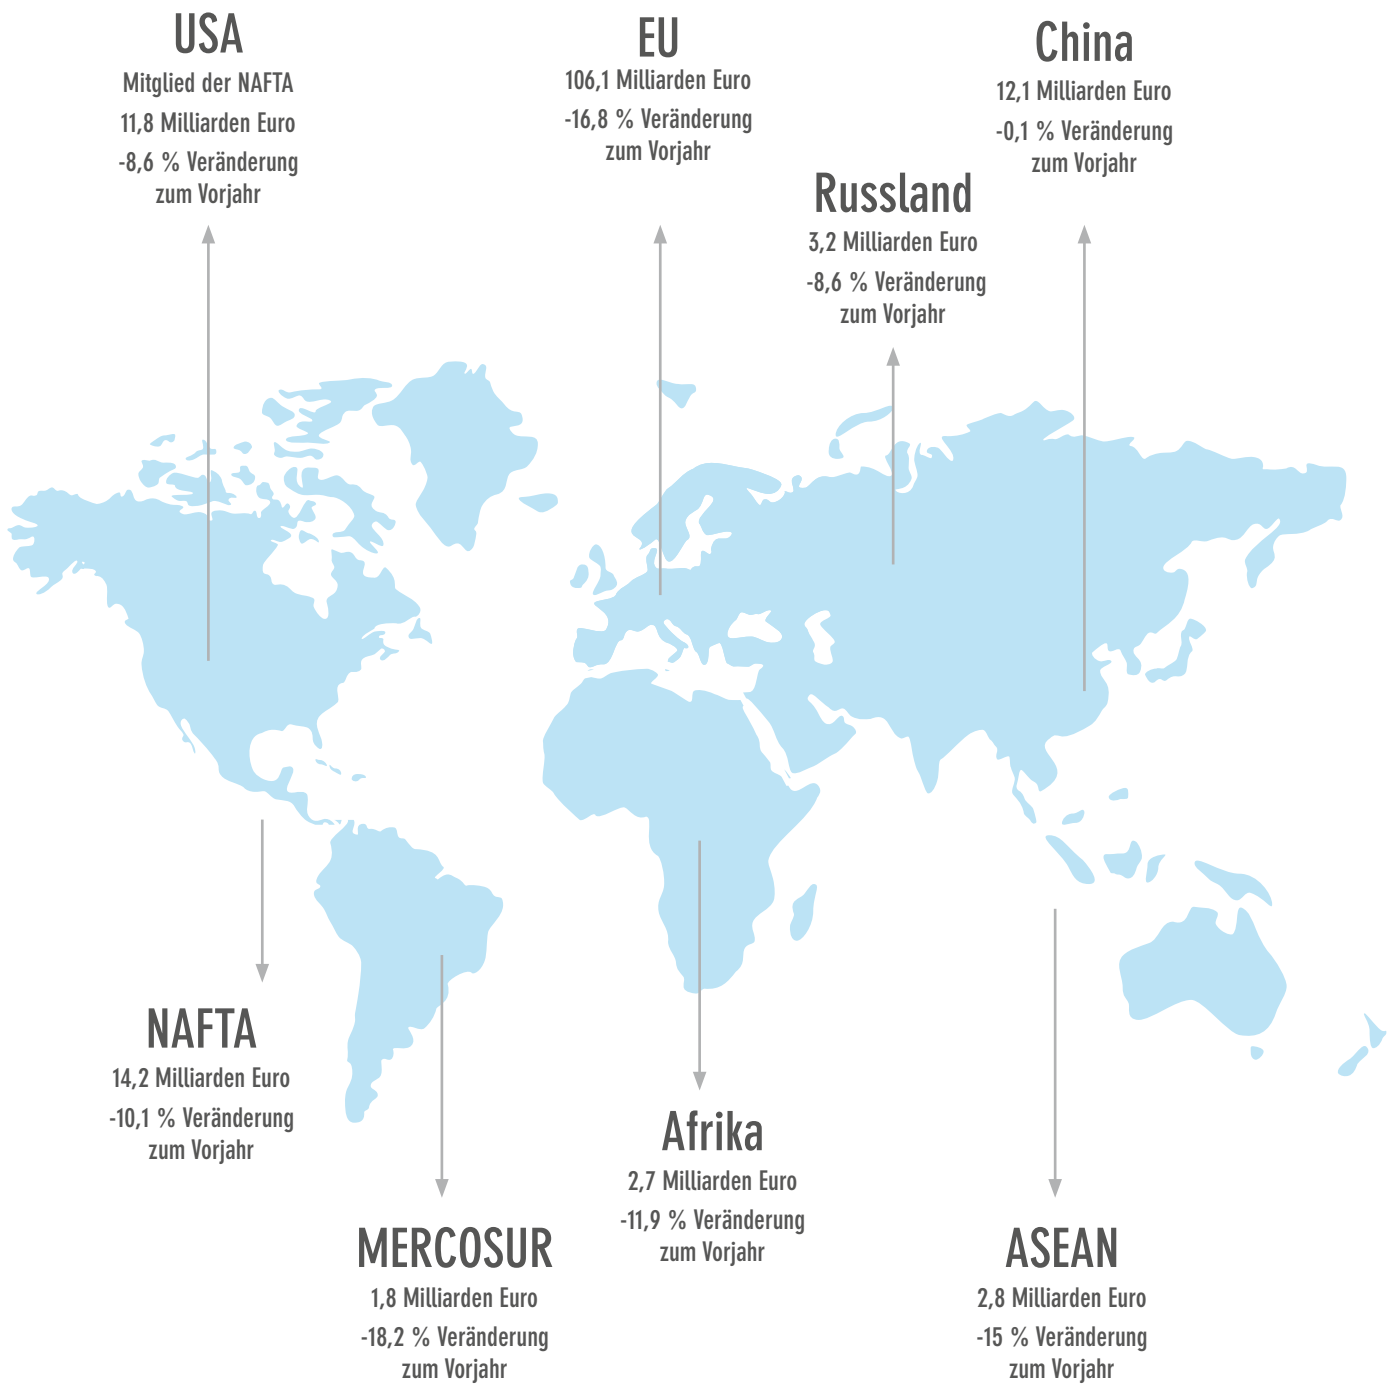 USA
Mitglied der NAFTA
11,8 Milliarden Euro
-8,6 % Veränderung
zum Vorjahr
EU
106,1 Milliarden Euro
-16,8 % Veränderung
zum Vorjahr
China
12,1 Milliarden Euro
-0,1 % Veränderung
zum Vorjahr
Russland
3,2 Milliarden Euro
-8,6 % Veränderung
zum Vorjahr
NAFTA
14,2 Milliarden Euro
-10,1 % Veränderung
zum Vorjahr
MERCOSUR
1,8 Milliarden Euro
-18,2 % Veränderung
zum Vorjahr
Afrika
2,7 Milliarden Euro
-11,9 % Veränderung
zum Vorjahr
ASEAN
2,8 Milliarden Euro
-15 % Veränderung
zum Vorjahr